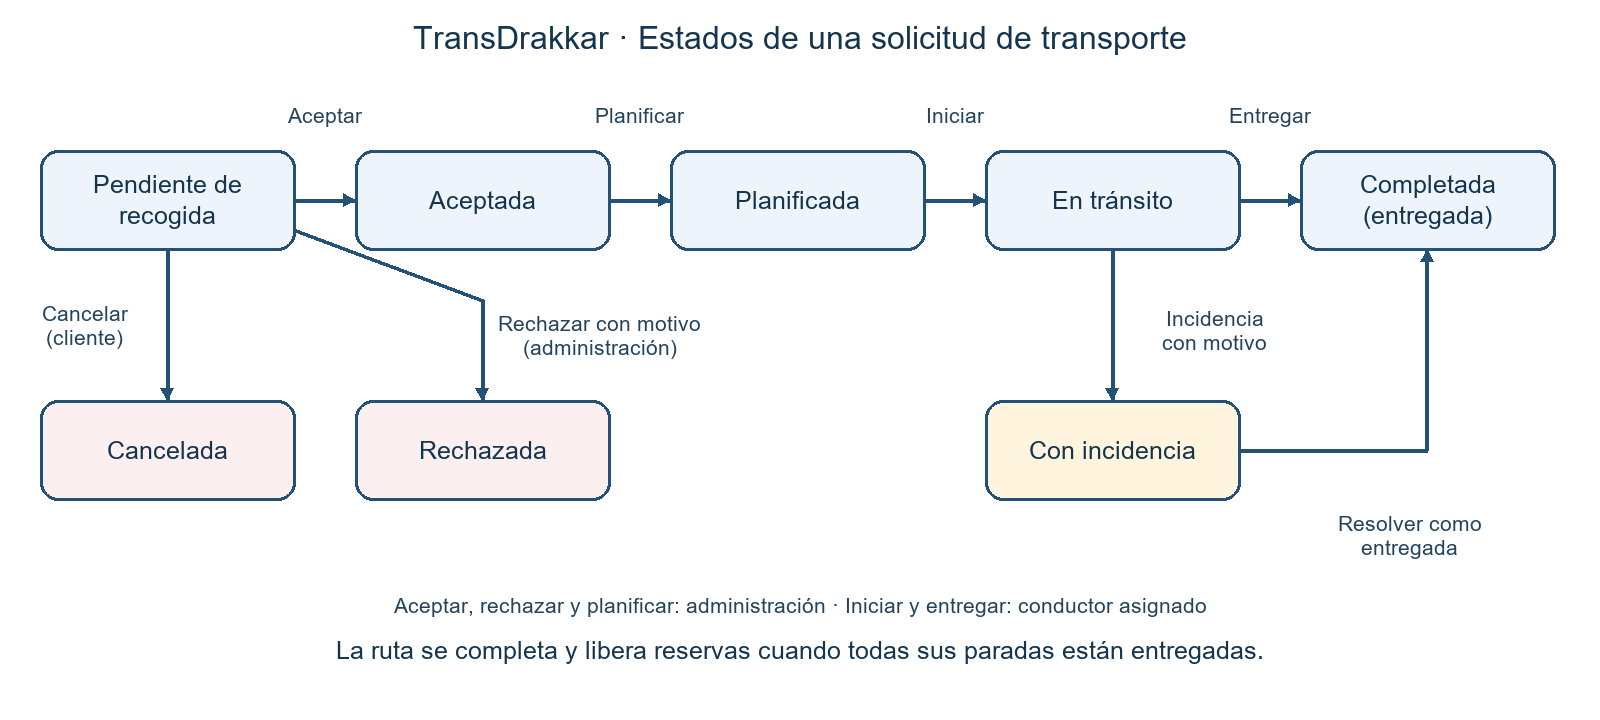 TransDrakkar · Estados de una solicitud de transporte
Aceptar
Planificar
Iniciar
Entregar
Pendiente de
recogida
Aceptada
Planificada
En tránsito
Completada
(entregada)
Cancelar
(cliente)
Rechazar con motivo
(administración)
Incidencia
con motivo
Cancelada
Rechazada
Con incidencia
Resolver como
entregada
Aceptar, rechazar y planificar: administración · Iniciar y entregar: conductor asignado
La ruta se completa y libera reservas cuando todas sus paradas están entregadas.